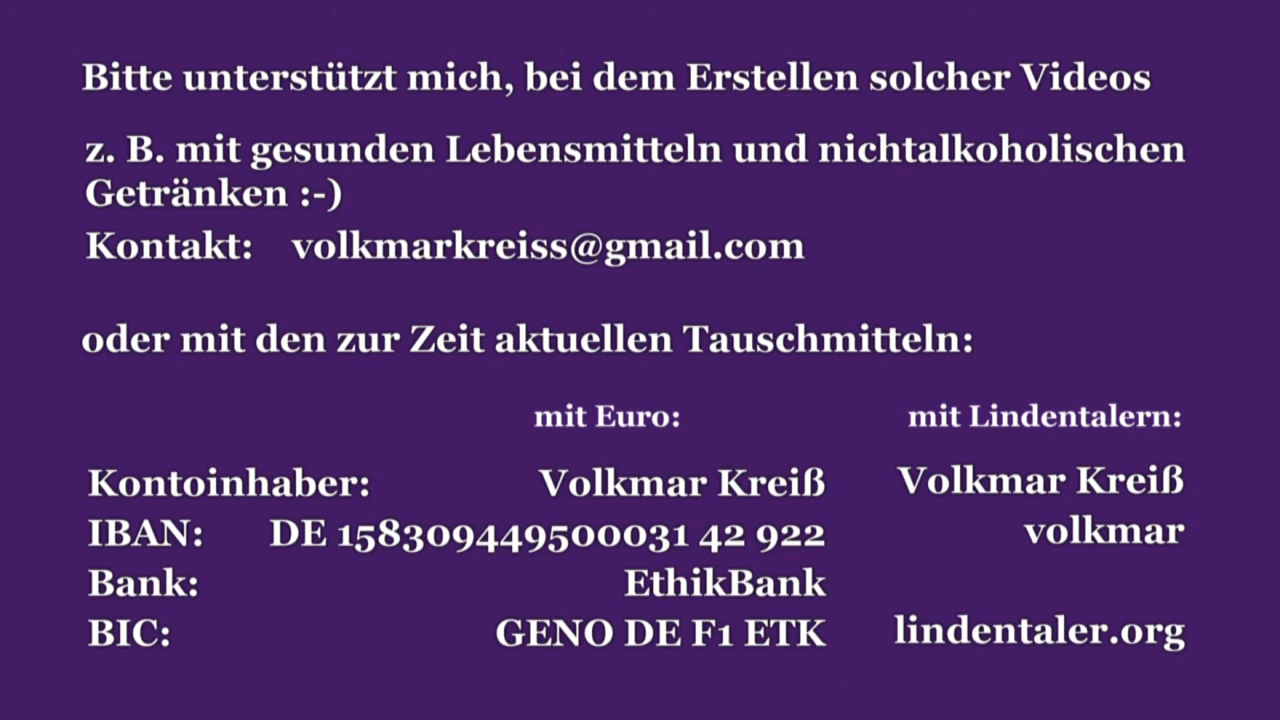 Bitte unterstützt mich, bei dem Erstellen solcher Videos
z. B. mit gesunden Lebensmitteln und nichtalkoholischen
Getränken :-)
Kontakt: volkmarkreiss@gmail.com
oder mit den zur Zeit aktuellen Tauschmitteln:
mit Euro: mit Lindentalern:
Kontoinhaber: Volkmar Kreiß Volkmar Kreiß
IBAN: DE 158309449500031 42 922 volkmar
Bank: EthikBank
BIC: GENO DE F1 ETK lindentaler.org